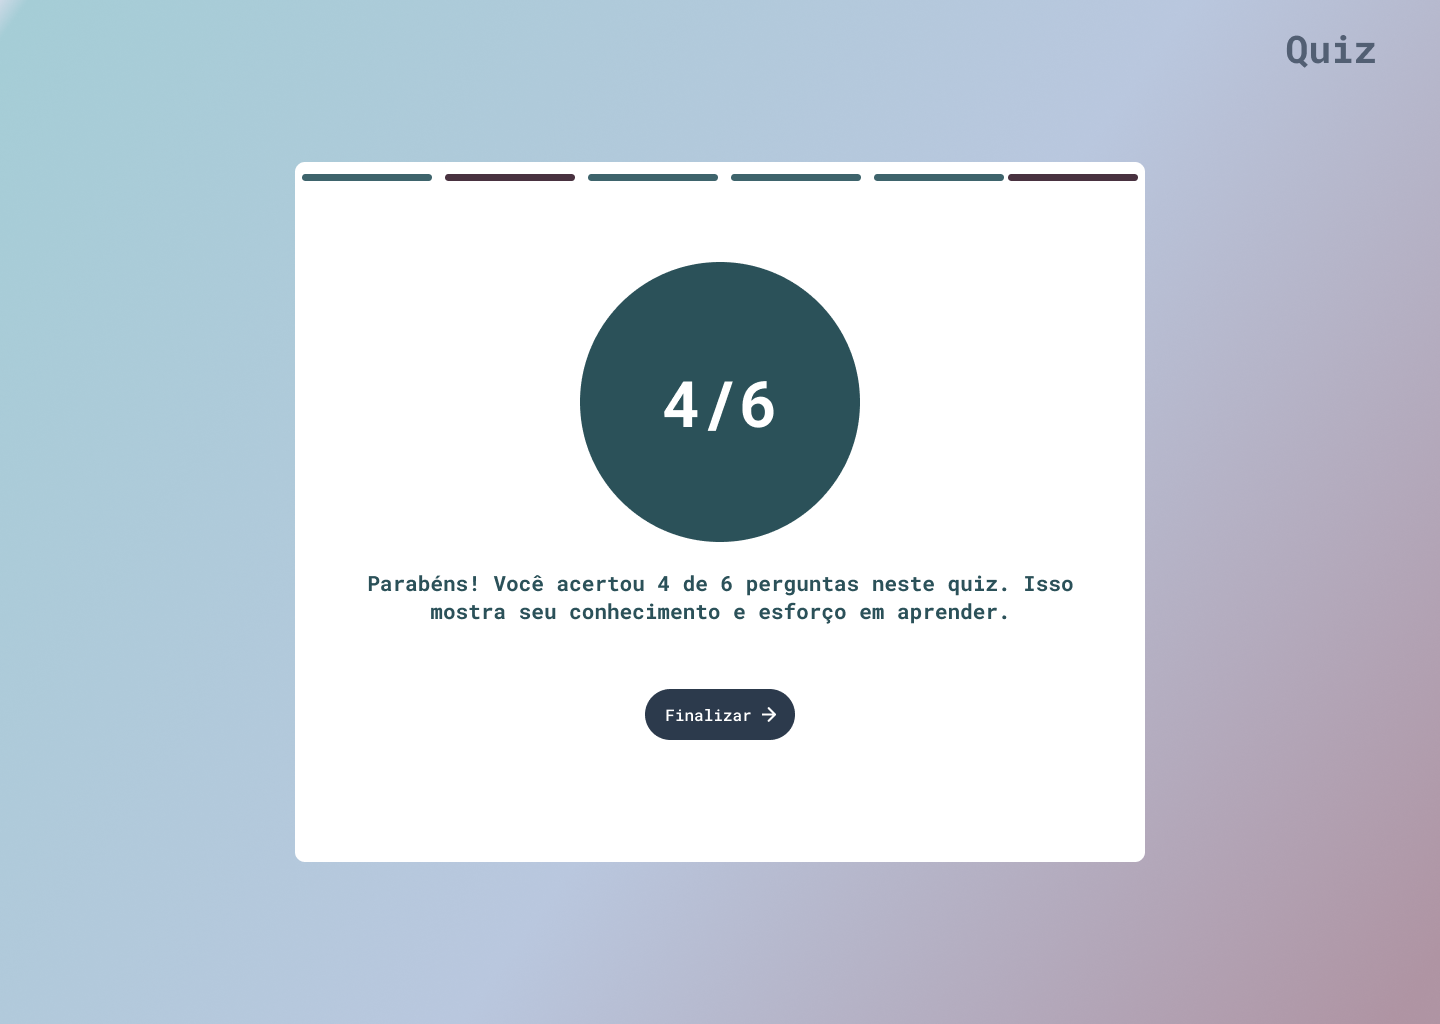 Quiz
4/6
Parabéns! Você acertou 4 de 6 perguntas neste quiz. Isso
mostra seu conhecimento e esforço em aprender.
Finalizar